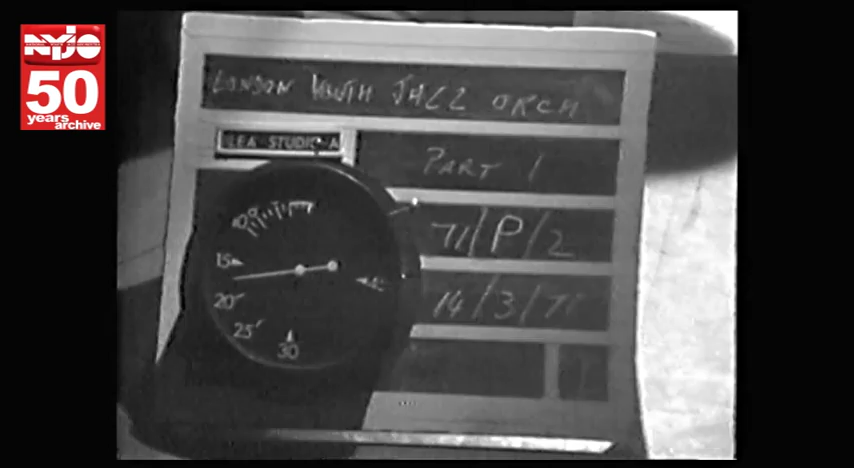 NYJO
50
years
archive
LONDON YOUTH JAZZ ORCH
ILEA STUDIO A
PART 1
71/P/2
14/3/71
15
20
25
30